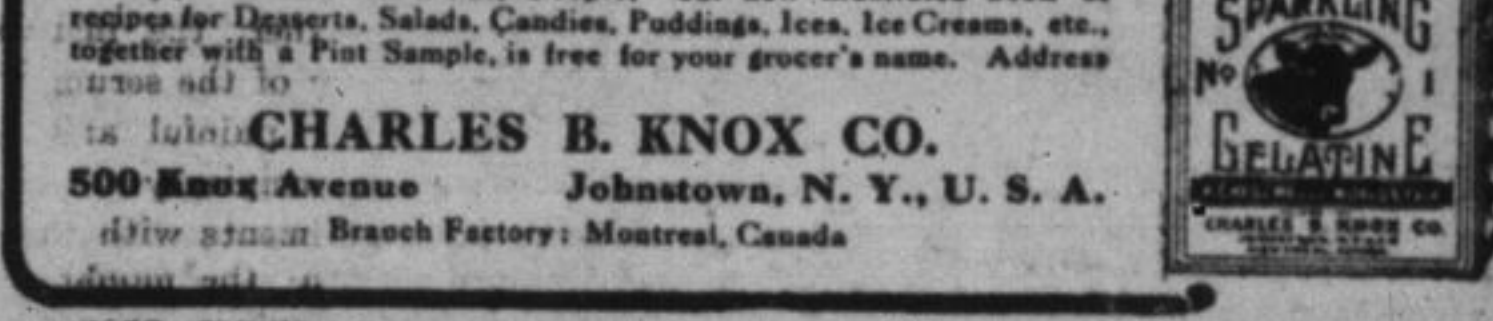 recipes for Desserts, Salads, Candies, Puddings, Ices, Ice Creams, etc.,
together with a Pint Sample, is free for your grocer's name. Address
CHARLES B. KNOX CO.
500 Knox Avenue Johnstown, N. Y., U. S. A.
Branch Factory: Montreal, Canada
SPARKLING
No 1
GELATINE
CHARLES B. KNOX CO.